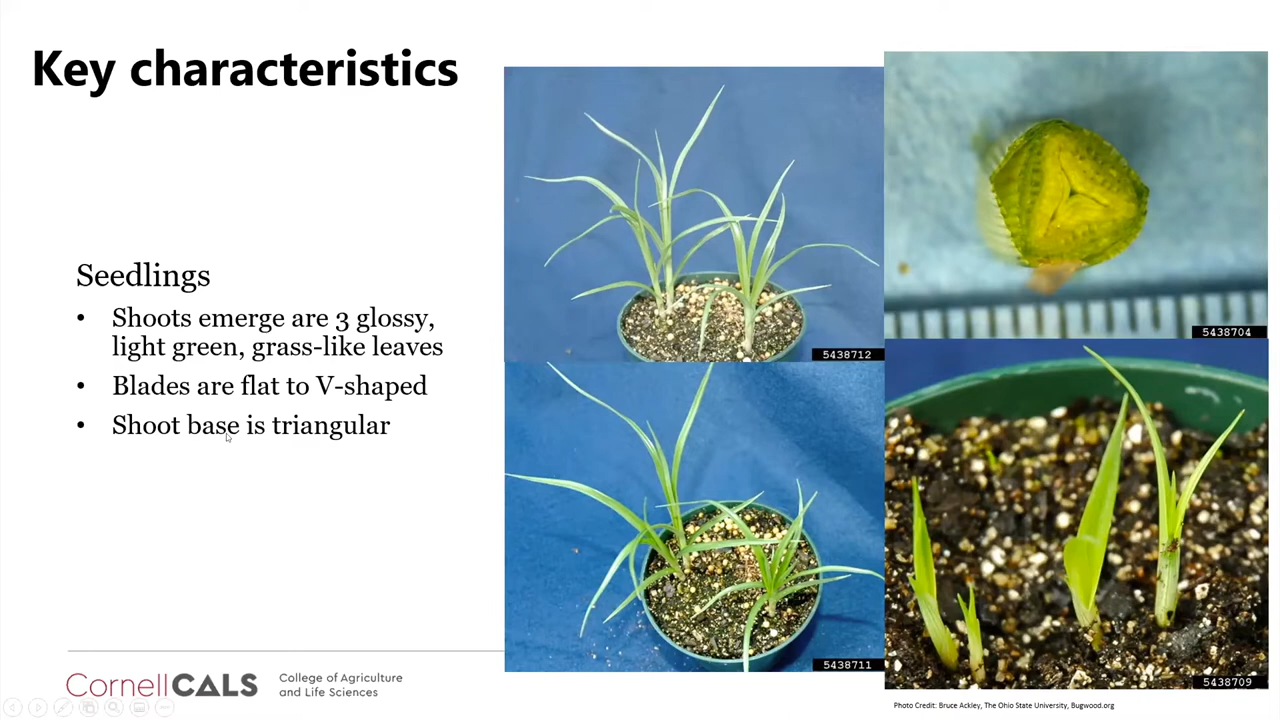 Key characteristics
Seedlings
• Shoots emerge are 3 glossy,
light green, grass-like leaves
• Blades are flat to V-shaped
• Shoot base is triangular
5438712
5438704
5438711
5438709
CornellCALS
College of Agriculture
and Life Sciences
Photo Credit: Bruce Ackley, The Ohio State University, Bugwood.org